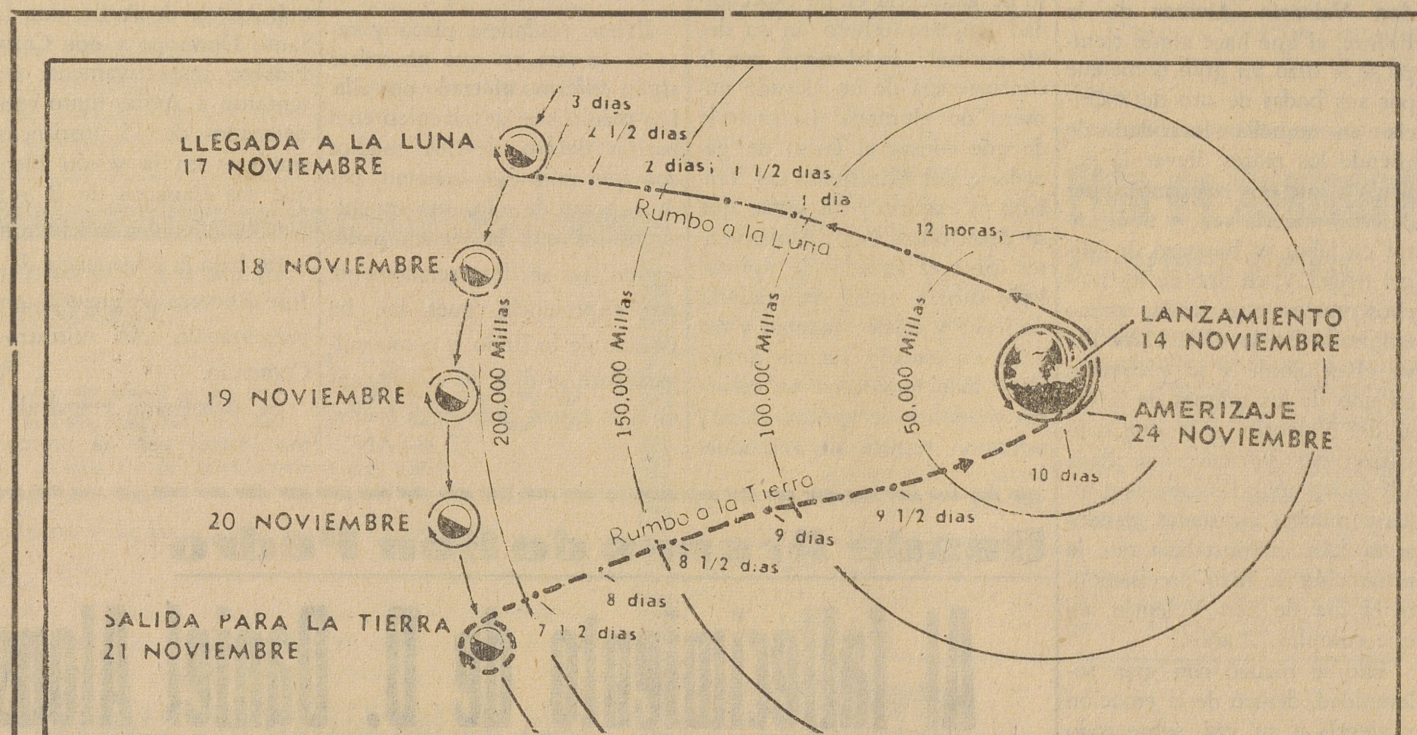 3 dias
2 1/2 dias
LLEGADA A LA LUNA
17 NOVIEMBRE
2 dias; 1 1/2 dias
1 dia
Rumbo a la Luna
12 horas;
18 NOVIEMBRE
200.000 Millas
150.000 Millas
100.000 Millas
50.000 Millas
LANZAMIENTO
14 NOVIEMBRE
19 NOVIEMBRE
AMERIZAJE
24 NOVIEMBRE
10 dias
Rumbo a la Tierra
9 1/2 dias
20 NOVIEMBRE
9 dias
8 1/2 dias
8 dias
SALIDA PARA LA TIERRA
21 NOVIEMBRE
7 1 2 dias